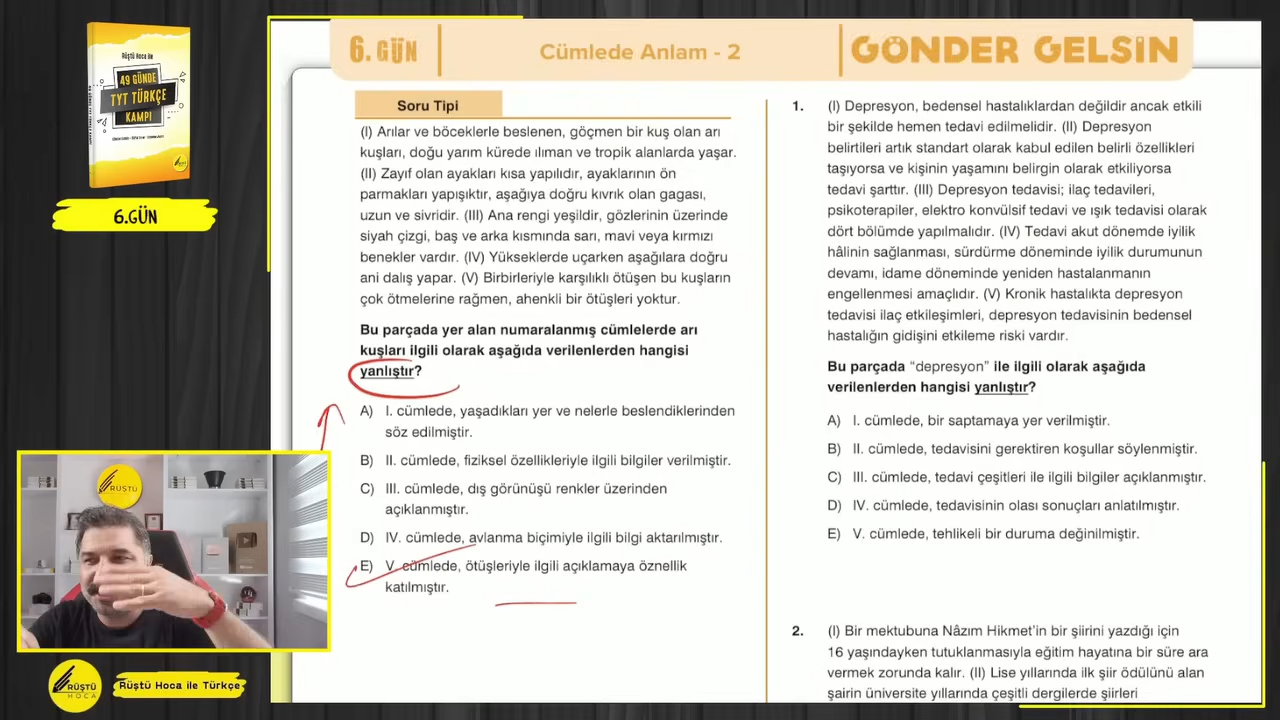 6.GÜN
Cümlede Anlam - 2
GÖNDER GELSİN
Rüştü Hoca ile
49 GÜNDE
TYT TÜRKÇE
KAMPI
6.GÜN
Soru Tipi
(I) Arılar ve böceklerle beslenen, göçmen bir kuş olan arı
kuşları, doğu yarım kürede ılıman ve tropik alanlarda yaşar.
(II) Zayıf olan ayakları kısa yapılıdır, ayaklarının ön
parmakları yapışıktır, aşağıya doğru kıvrık olan gagası,
uzun ve sivridir. (III) Ana rengi yeşildir, gözlerinin üzerinde
siyah çizgi, baş ve arka kısmında sarı, mavi veya kırmızı
benekler vardır. (IV) Yükseklerde uçarken aşağılara doğru
ani dalış yapar. (V) Birbirleriyle karşılıklı ötüşen bu kuşların
çok ötmelerine rağmen, ahenkli bir ötüşleri yoktur.
Bu parçada yer alan numaralanmış cümlelerde arı
kuşları ilgili olarak aşağıda verilenlerden hangisi
yanlıştır?
A) I. cümlede, yaşadıkları yer ve nelerle beslendiklerinden
söz edilmiştir.
B) II. cümlede, fiziksel özellikleriyle ilgili bilgiler verilmiştir.
C) III. cümlede, dış görünüşü renkler üzerinden
açıklanmıştır.
D) IV. cümlede, avlanma biçimiyle ilgili bilgi aktarılmıştır.
E) V. cümlede, ötüşleriyle ilgili açıklamaya öznellik
katılmıştır.
1. (I) Depresyon, bedensel hastalıklardan değildir ancak etkili
bir şekilde hemen tedavi edilmelidir. (II) Depresyon
belirtileri artık standart olarak kabul edilen belirli özellikleri
taşıyorsa ve kişinin yaşamını belirgin olarak etkiliyorsa
tedavi şarttır. (III) Depresyon tedavisi; ilaç tedavileri,
psikoterapiler, elektro konvülsif tedavi ve ışık tedavisi olarak
dört bölümde yapılmalıdır. (IV) Tedavi akut dönemde iyilik
hâlinin sağlanması, sürdürme döneminde iyilik durumunun
devamı, idame döneminde yeniden hastalanmanın
engellenmesi amaçlıdır. (V) Kronik hastalıkta depresyon
tedavisi ilaç etkileşimleri, depresyon tedavisinin bedensel
hastalığın gidişini etkileme riski vardır.
Bu parçada “depresyon” ile ilgili olarak aşağıda
verilenlerden hangisi yanlıştır?
A) I. cümlede, bir saptamaya yer verilmiştir.
B) II. cümlede, tedavisini gerektiren koşullar söylenmiştir.
C) III. cümlede, tedavi çeşitleri ile ilgili bilgiler açıklanmıştır.
D) IV. cümlede, tedavisinin olası sonuçları anlatılmıştır.
E) V. cümlede, tehlikeli bir duruma değinilmiştir.
2. (I) Bir mektubuna Nâzım Hikmet’in bir şiirini yazdığı için
16 yaşındayken tutuklanmasıyla eğitim hayatına bir süre ara
vermek zorunda kalır. (II) Lise yıllarında ilk şiir ödülünü alan
şairin üniversite yıllarında çeşitli dergilerde şiirleri
RÜŞTÜ
RÜŞTÜ
HOCA
Rüştü Hoca ile Türkçe